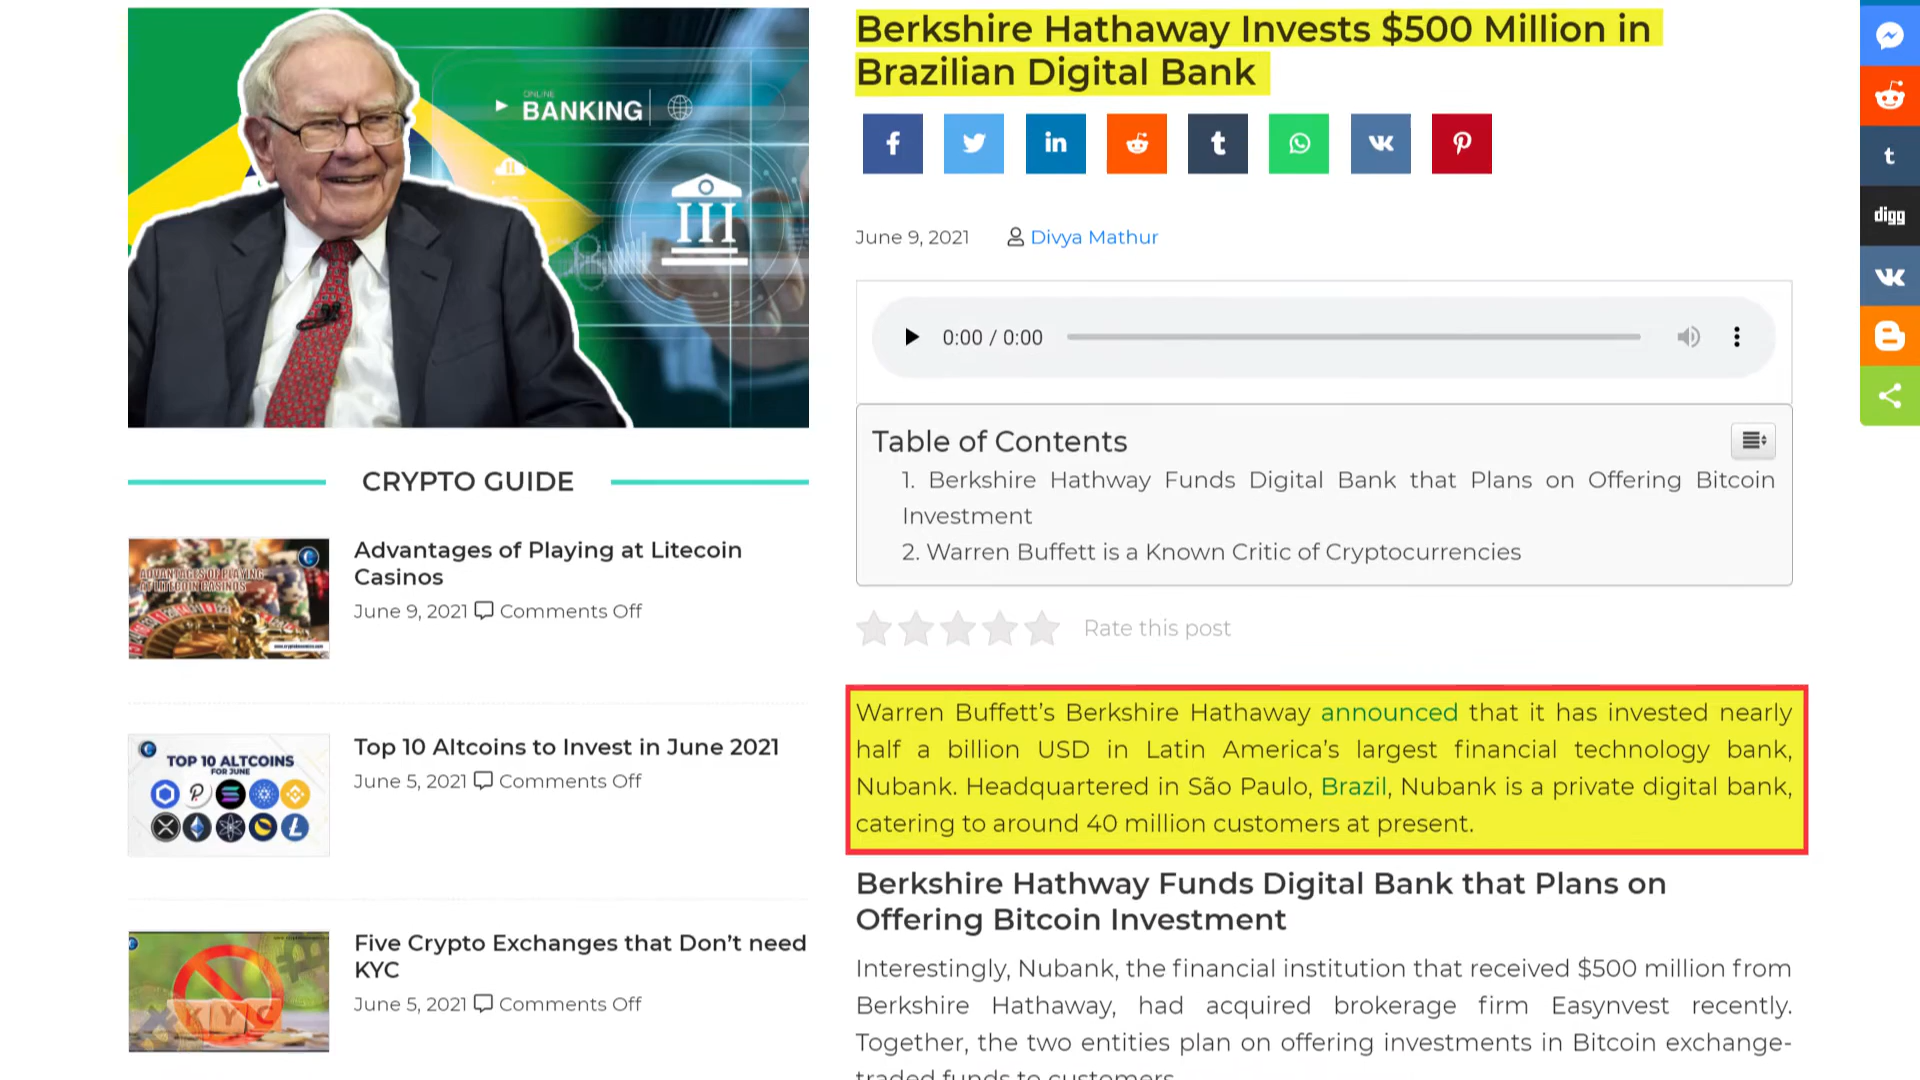 ONLINE
BANKING
CRYPTO GUIDE
ADVANTAGES OF PLAYING
AT LITECOIN CASINOS
Advantages of Playing at Litecoin
Casinos
June 9, 2021 Comments Off
TOP 10 ALTCOINS
FOR JUNE
Top 10 Altcoins to Invest in June 2021
June 5, 2021 Comments Off
KYC
Five Crypto Exchanges that Don’t need
KYC
June 5, 2021 Comments Off
Berkshire Hathaway Invests $500 Million in
Brazilian Digital Bank
June 9, 2021 Divya Mathur
0:00 / 0:00
Table of Contents
1. Berkshire Hathway Funds Digital Bank that Plans on Offering Bitcoin
Investment
2. Warren Buffett is a Known Critic of Cryptocurrencies
Rate this post
Warren Buffett’s Berkshire Hathaway announced that it has invested nearly
half a billion USD in Latin America’s largest financial technology bank,
Nubank. Headquartered in São Paulo, Brazil, Nubank is a private digital bank,
catering to around 40 million customers at present.
Berkshire Hathway Funds Digital Bank that Plans on
Offering Bitcoin Investment
Interestingly, Nubank, the financial institution that received $500 million from
Berkshire Hathaway, had acquired brokerage firm Easynvest recently.
Together, the two entities plan on offering investments in Bitcoin exchange-
traded funds to customers.
digg